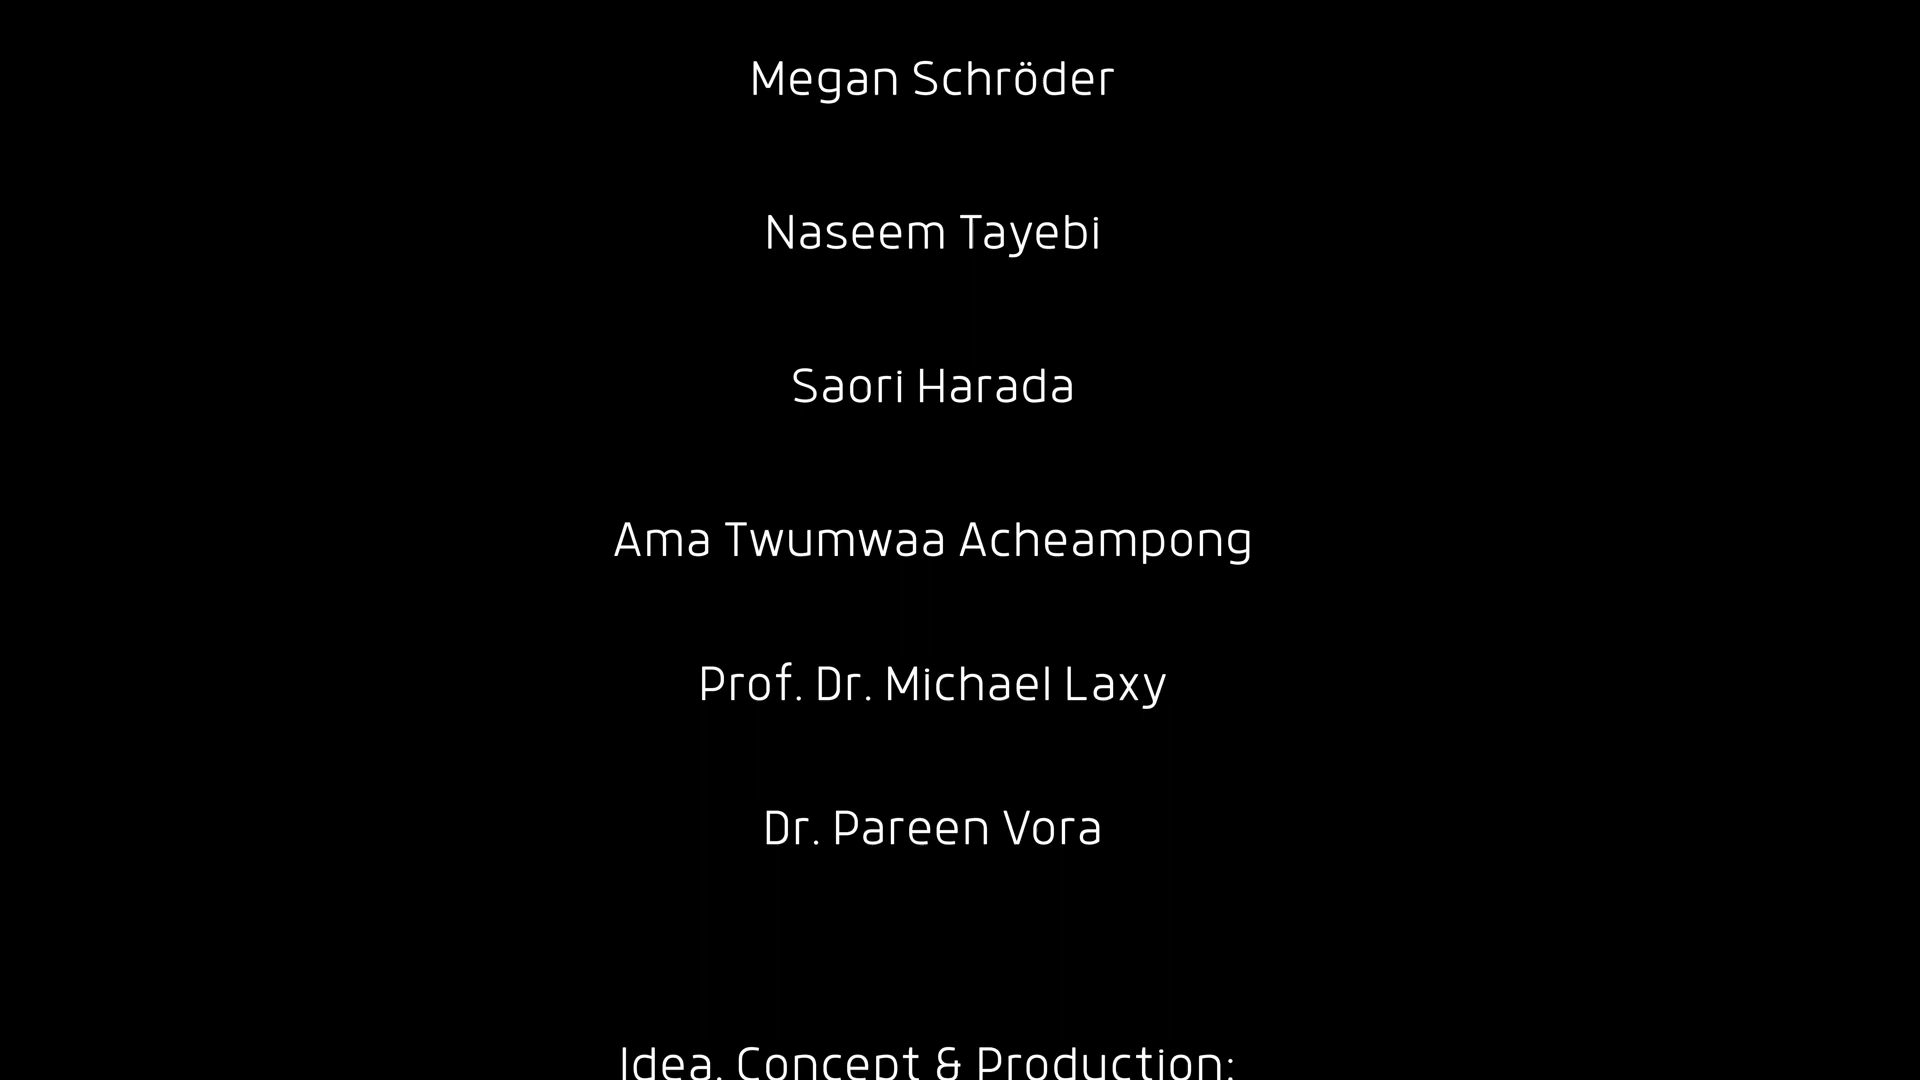 Megan Schröder
Naseem Tayebi
Saori Harada
Ama Twumwaa Acheampong
Prof. Dr. Michael Laxy
Dr. Pareen Vora
Idea, Concept & Production: